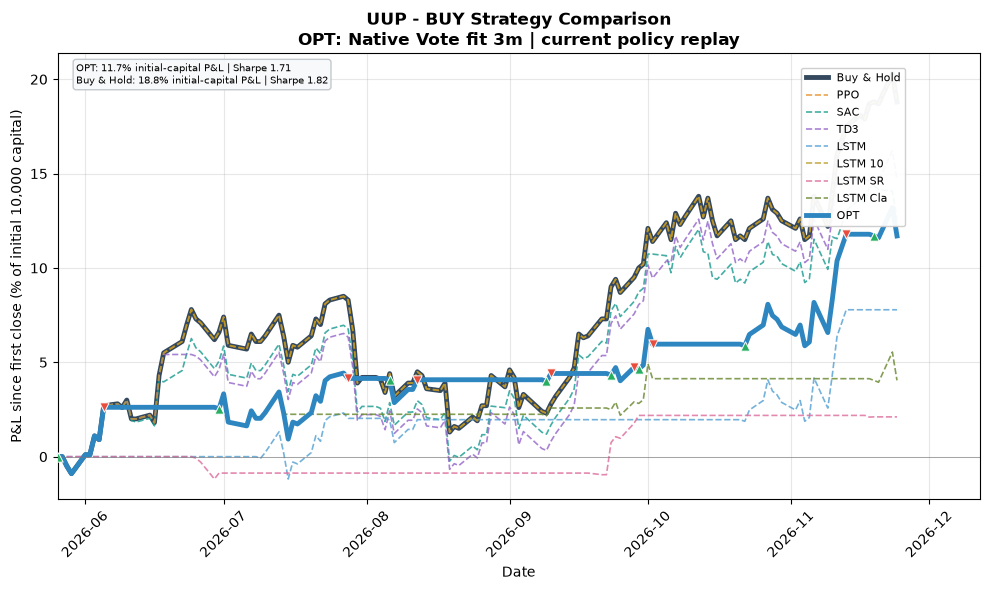 UUP - BUY Strategy Comparison
OPT: Native Vote fit 3m | current policy replay
OPT: 11.7% initial-capital P&L | Sharpe 1.71
Buy & Hold: 18.8% initial-capital P&L | Sharpe 1.82
Buy & Hold
PPO
SAC
TD3
LSTM
LSTM 10
LSTM SR
LSTM Cla
OPT
P&L since first close (% of initial 10,000 capital)
20
15
10
5
0
2026-06
2026-07
2026-08
2026-09
2026-10
2026-11
2026-12
Date